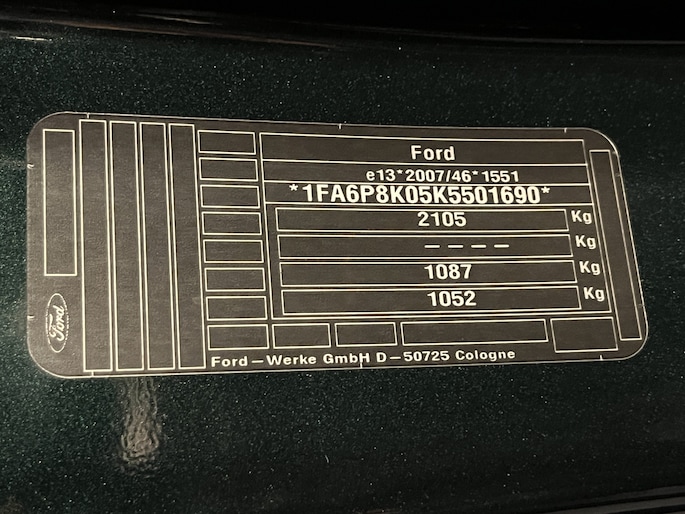 Ford
e13*2007/46*1551
*1FA6P8K05K5501690*
2105 Kg
– – – – Kg
1087 Kg
1052 Kg
Ford
Ford–Werke GmbH D–50725 Cologne